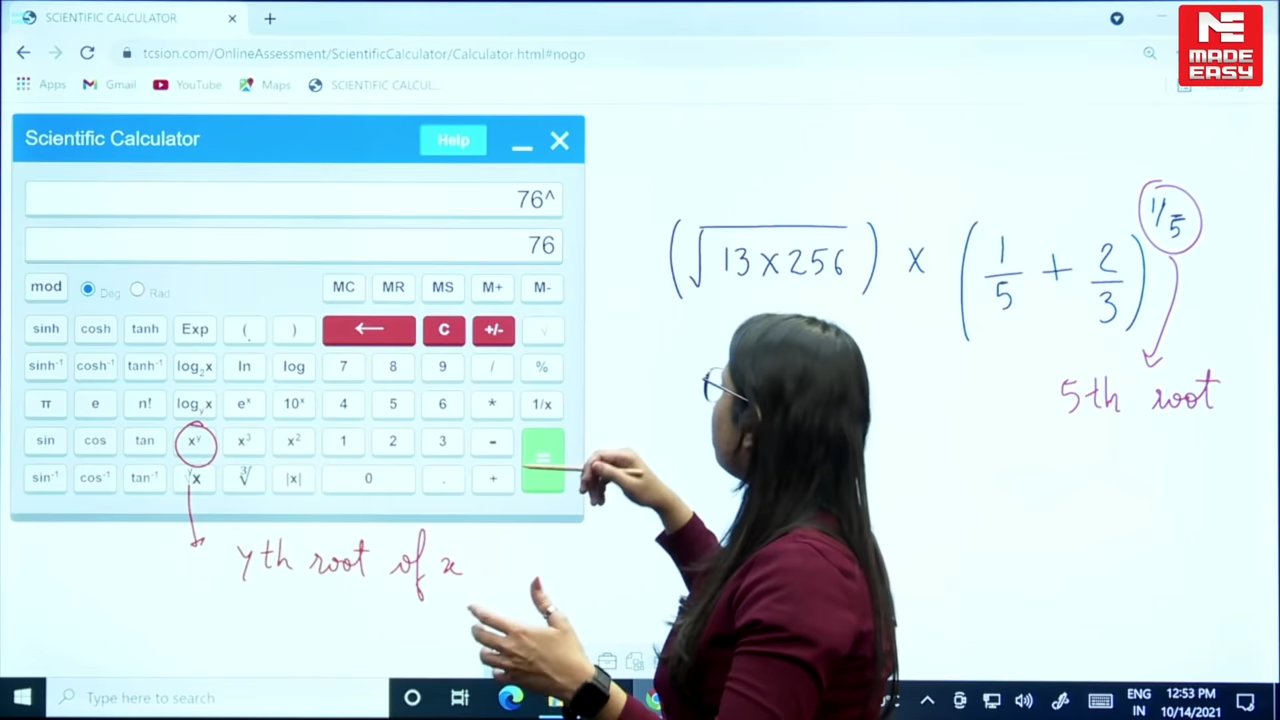 SCIENTIFIC CALCULATOR
MADE
EASY
tcsion.com/OnlineAssessment/ScientificCalculator/Calculator.html#nogo
Apps Gmail YouTube Maps SCIENTIFIC CALCUL...
Scientific Calculator Help
76^
76
mod Deg Rad MC MR MS M+ M-
sinh cosh tanh Exp ( ) ← C +/- √
sinh⁻¹ cosh⁻¹ tanh⁻¹ log₂x ln log 7 8 9 / %
π e n! logᵧx eˣ 10ˣ 4 5 6 * 1/x
sin cos tan xʸ x³ x² 1 2 3 - =
sin⁻¹ cos⁻¹ tan⁻¹ ʸ√x ∛ |x| 0 . +
yth root of x
(√13×256) × (1/5 + 2/3)^1/5
5th root
Type here to search
ENG 12:53 PM
IN 10/14/2021